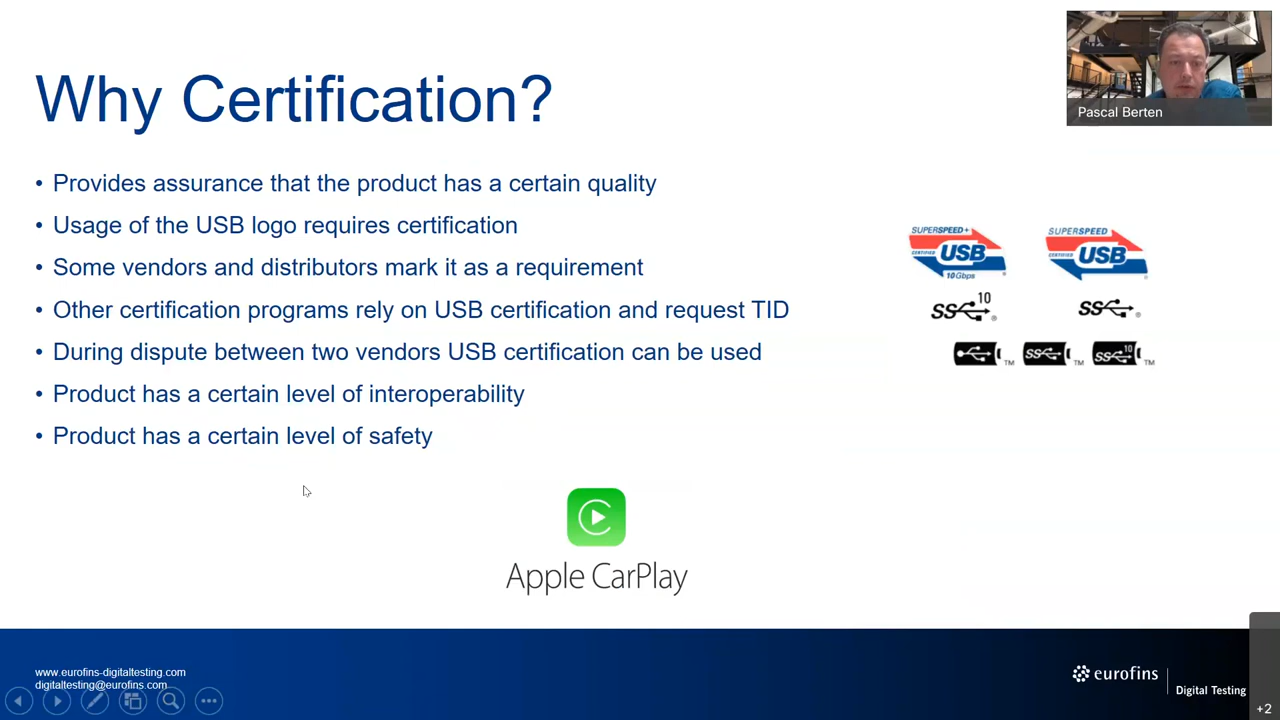 Why Certification?
Pascal Berten
• Provides assurance that the product has a certain quality
• Usage of the USB logo requires certification
• Some vendors and distributors mark it as a requirement
• Other certification programs rely on USB certification and request TID
• During dispute between two vendors USB certification can be used
• Product has a certain level of interoperability
• Product has a certain level of safety
SUPERSPEED+
CERTIFIED USB
10 Gbps
SUPERSPEED
CERTIFIED USB
SS 10
SS
SS
SS 10
Apple CarPlay
www.eurofins-digitaltesting.com
digitaltesting@eurofins.com
eurofins
Digital Testing
+2